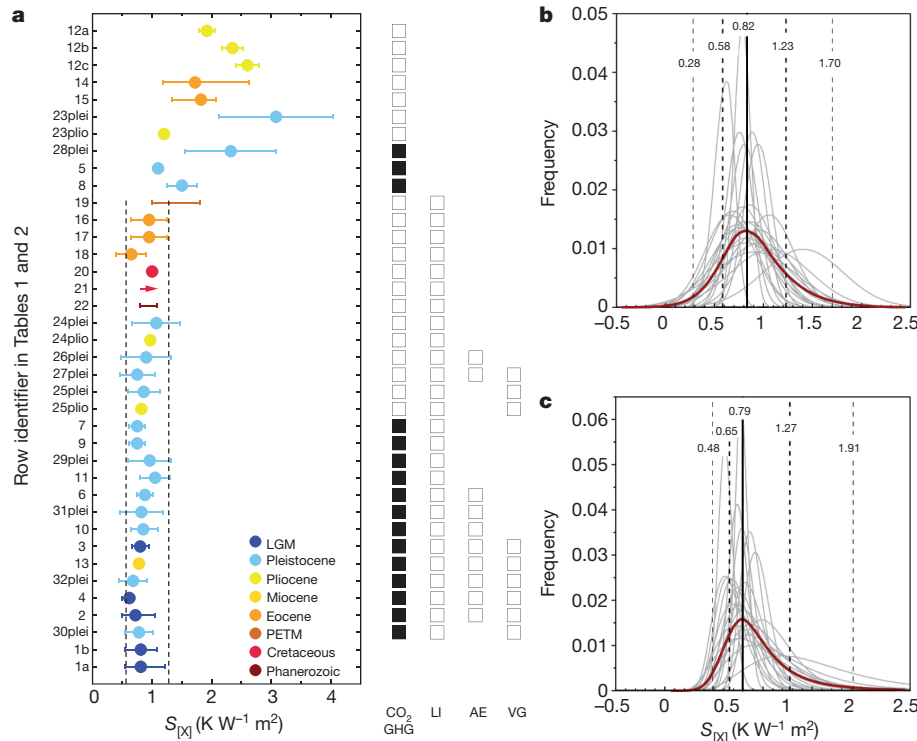 a
Row identifier in Tables 1 and 2
12a
12b
12c
14
15
23plei
23plio
28plei
5
8
19
16
17
18
20
21
22
24plei
24plio
26plei
27plei
25plei
25plio
7
9
29plei
11
6
31plei
10
3
13
32plei
4
2
30plei
1b
1a
LGM
Pleistocene
Pliocene
Miocene
Eocene
PETM
Cretaceous
Phanerozoic
0 1 2 3 4
S[X] (K W−1 m2)
CO2 LI AE VG
GHG
b
Frequency
0.05
0.04
0.03
0.02
0.01
0
0.82
0.58 1.23
0.28 1.70
−0.5 0 0.5 1 1.5 2 2.5
c
Frequency
0.06
0.05
0.04
0.03
0.02
0.01
0
0.79
0.65 1.27
0.48 1.91
−0.5 0 0.5 1 1.5 2 2.5
S[X] (K W−1 m2)